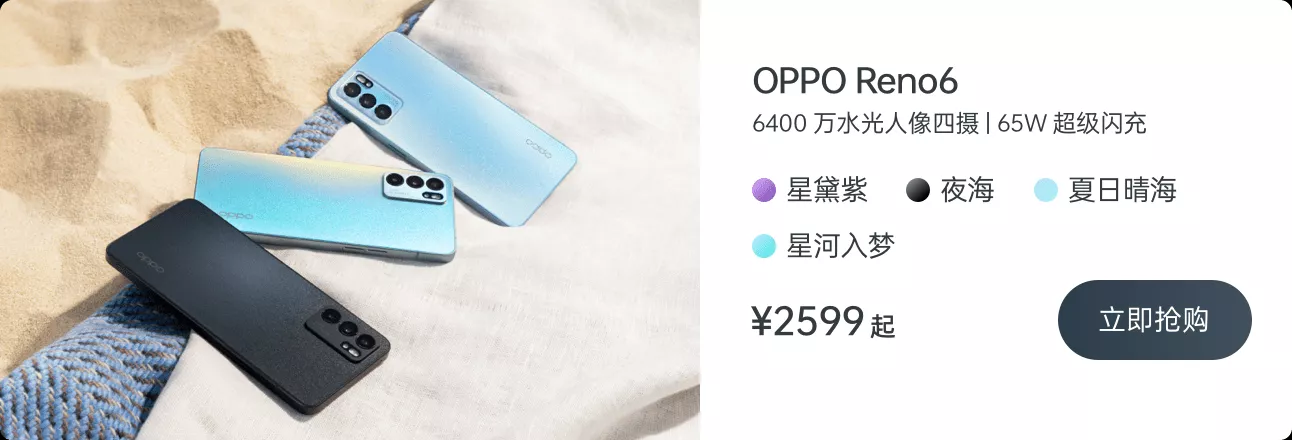 OPPO Reno6
6400 万水光人像四摄 | 65W 超级闪充
星黛紫 夜海 夏日晴海
星河入梦
¥2599 起
立即抢购
oppo
oppo
oppo